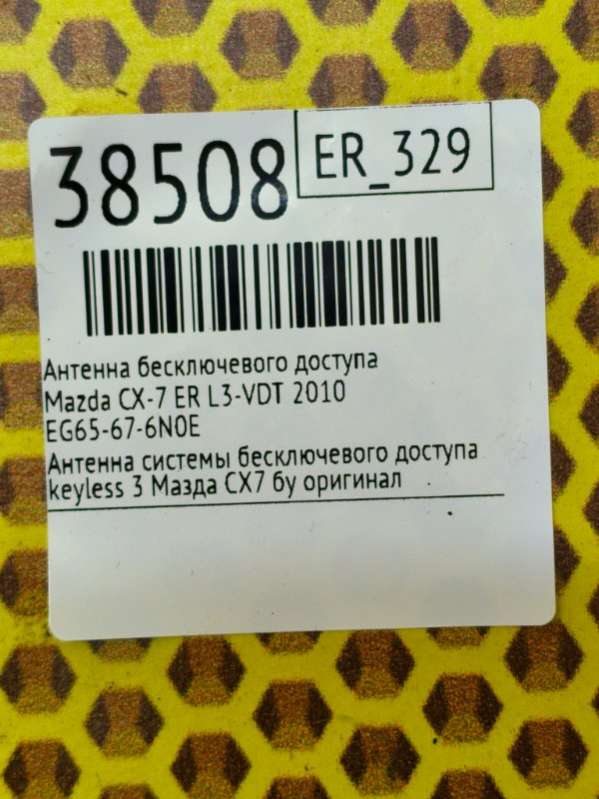 38508
ER_329
Антенна бесключевого доступа
Mazda CX-7 ER L3-VDT 2010
EG65-67-6N0E
Антенна системы бесключевого доступа
keyless 3 Мазда СХ7 бу оригинал